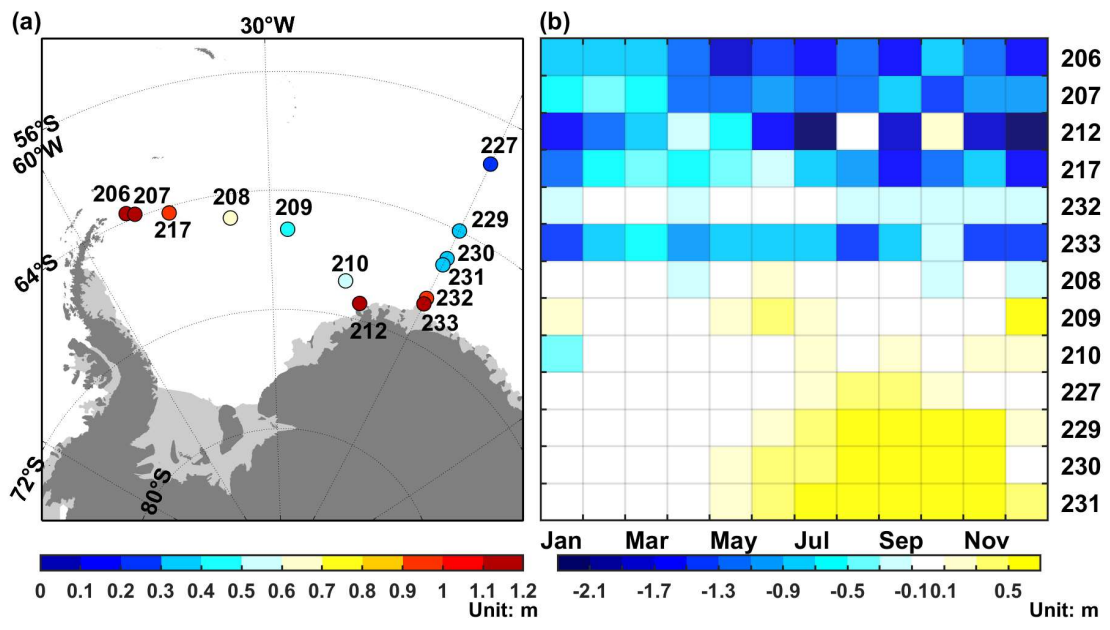 (a)
30°W
(b)
56°S
60°W
64°S
72°S
80°S
206
207
217
208
209
210
212
227
229
230
231
232
233
0 0.1 0.2 0.3 0.4 0.5 0.6 0.7 0.8 0.9 1 1.1 1.2
Unit: m
206
207
212
217
232
233
208
209
210
227
229
230
231
Jan Mar May Jul Sep Nov
-2.1 -1.7 -1.3 -0.9 -0.5 -0.1 0.1 0.5
Unit: m